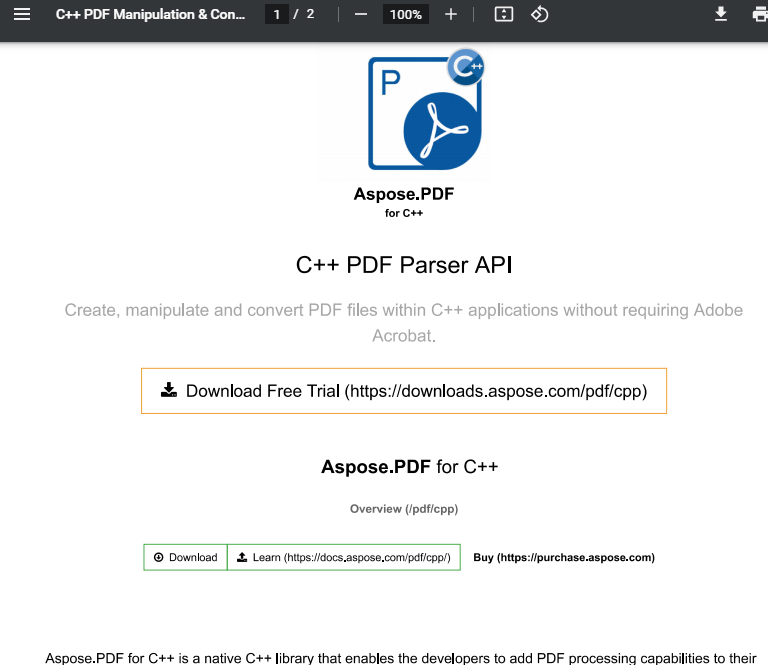 C++ PDF Manipulation & Con... 1 / 2 100%
P C++
Aspose.PDF
for C++
C++ PDF Parser API
Create, manipulate and convert PDF files within C++ applications without requiring Adobe
Acrobat.
Download Free Trial (https://downloads.aspose.com/pdf/cpp)
Aspose.PDF for C++
Overview (/pdf/cpp)
Download Learn (https://docs.aspose.com/pdf/cpp/) Buy (https://purchase.aspose.com)
Aspose.PDF for C++ is a native C++ library that enables the developers to add PDF processing capabilities to their